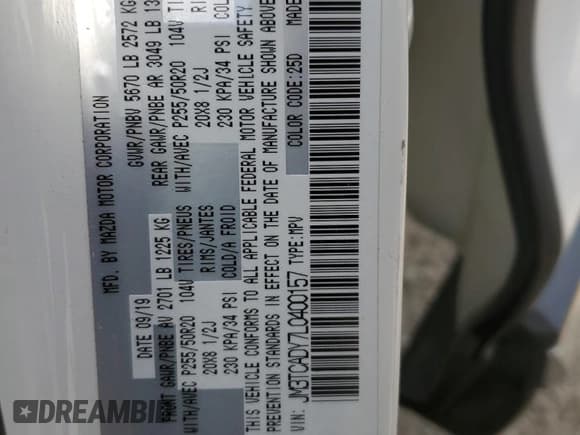 MFD. BY MAZDA MOTOR CORPORATION
DATE 09/19 GVWR/PNBV 5670 LB 2572 KG
FRONT GAWR/PNBE AV 2701 LB 1225 KG REAR GAWR/PNBE AR 3049 LB
WITH/AVEC P255/50R20 104V TIRES/PNEUS WITH/AVEC P255/50R20 104V
20X8 1/2J RIMS/JANTES 20X8 1/2J
230 KPA/34 PSI COLD/A FROID 230 KPA/34 PSI
THIS VEHICLE CONFORMS TO ALL APPLICABLE FEDERAL MOTOR VEHICLE SAFETY
PREVENTION STANDARDS IN EFFECT ON THE DATE OF MANUFACTURE SHOWN ABOVE
VIN: JM3TCADY7L0400157 TYPE:MPV COLOR CODE:25D
DREAMBI